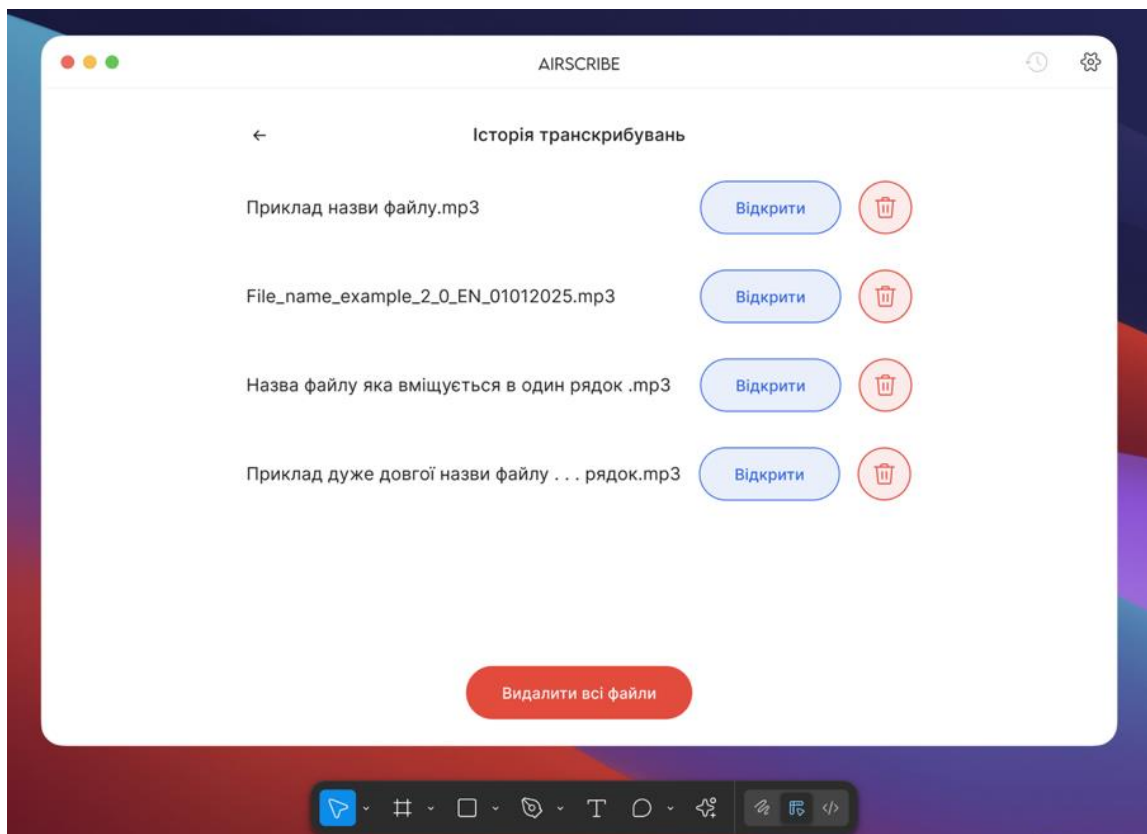 AIRSCRIBE
Історія транскрибувань
Приклад назви файлу.mp3 Відкрити
File_name_example_2_0_EN_01012025.mp3 Відкрити
Назва файлу яка вміщується в один рядок .mp3 Відкрити
Приклад дуже довгої назви файлу . . . рядок.mp3 Відкрити
Видалити всі файли